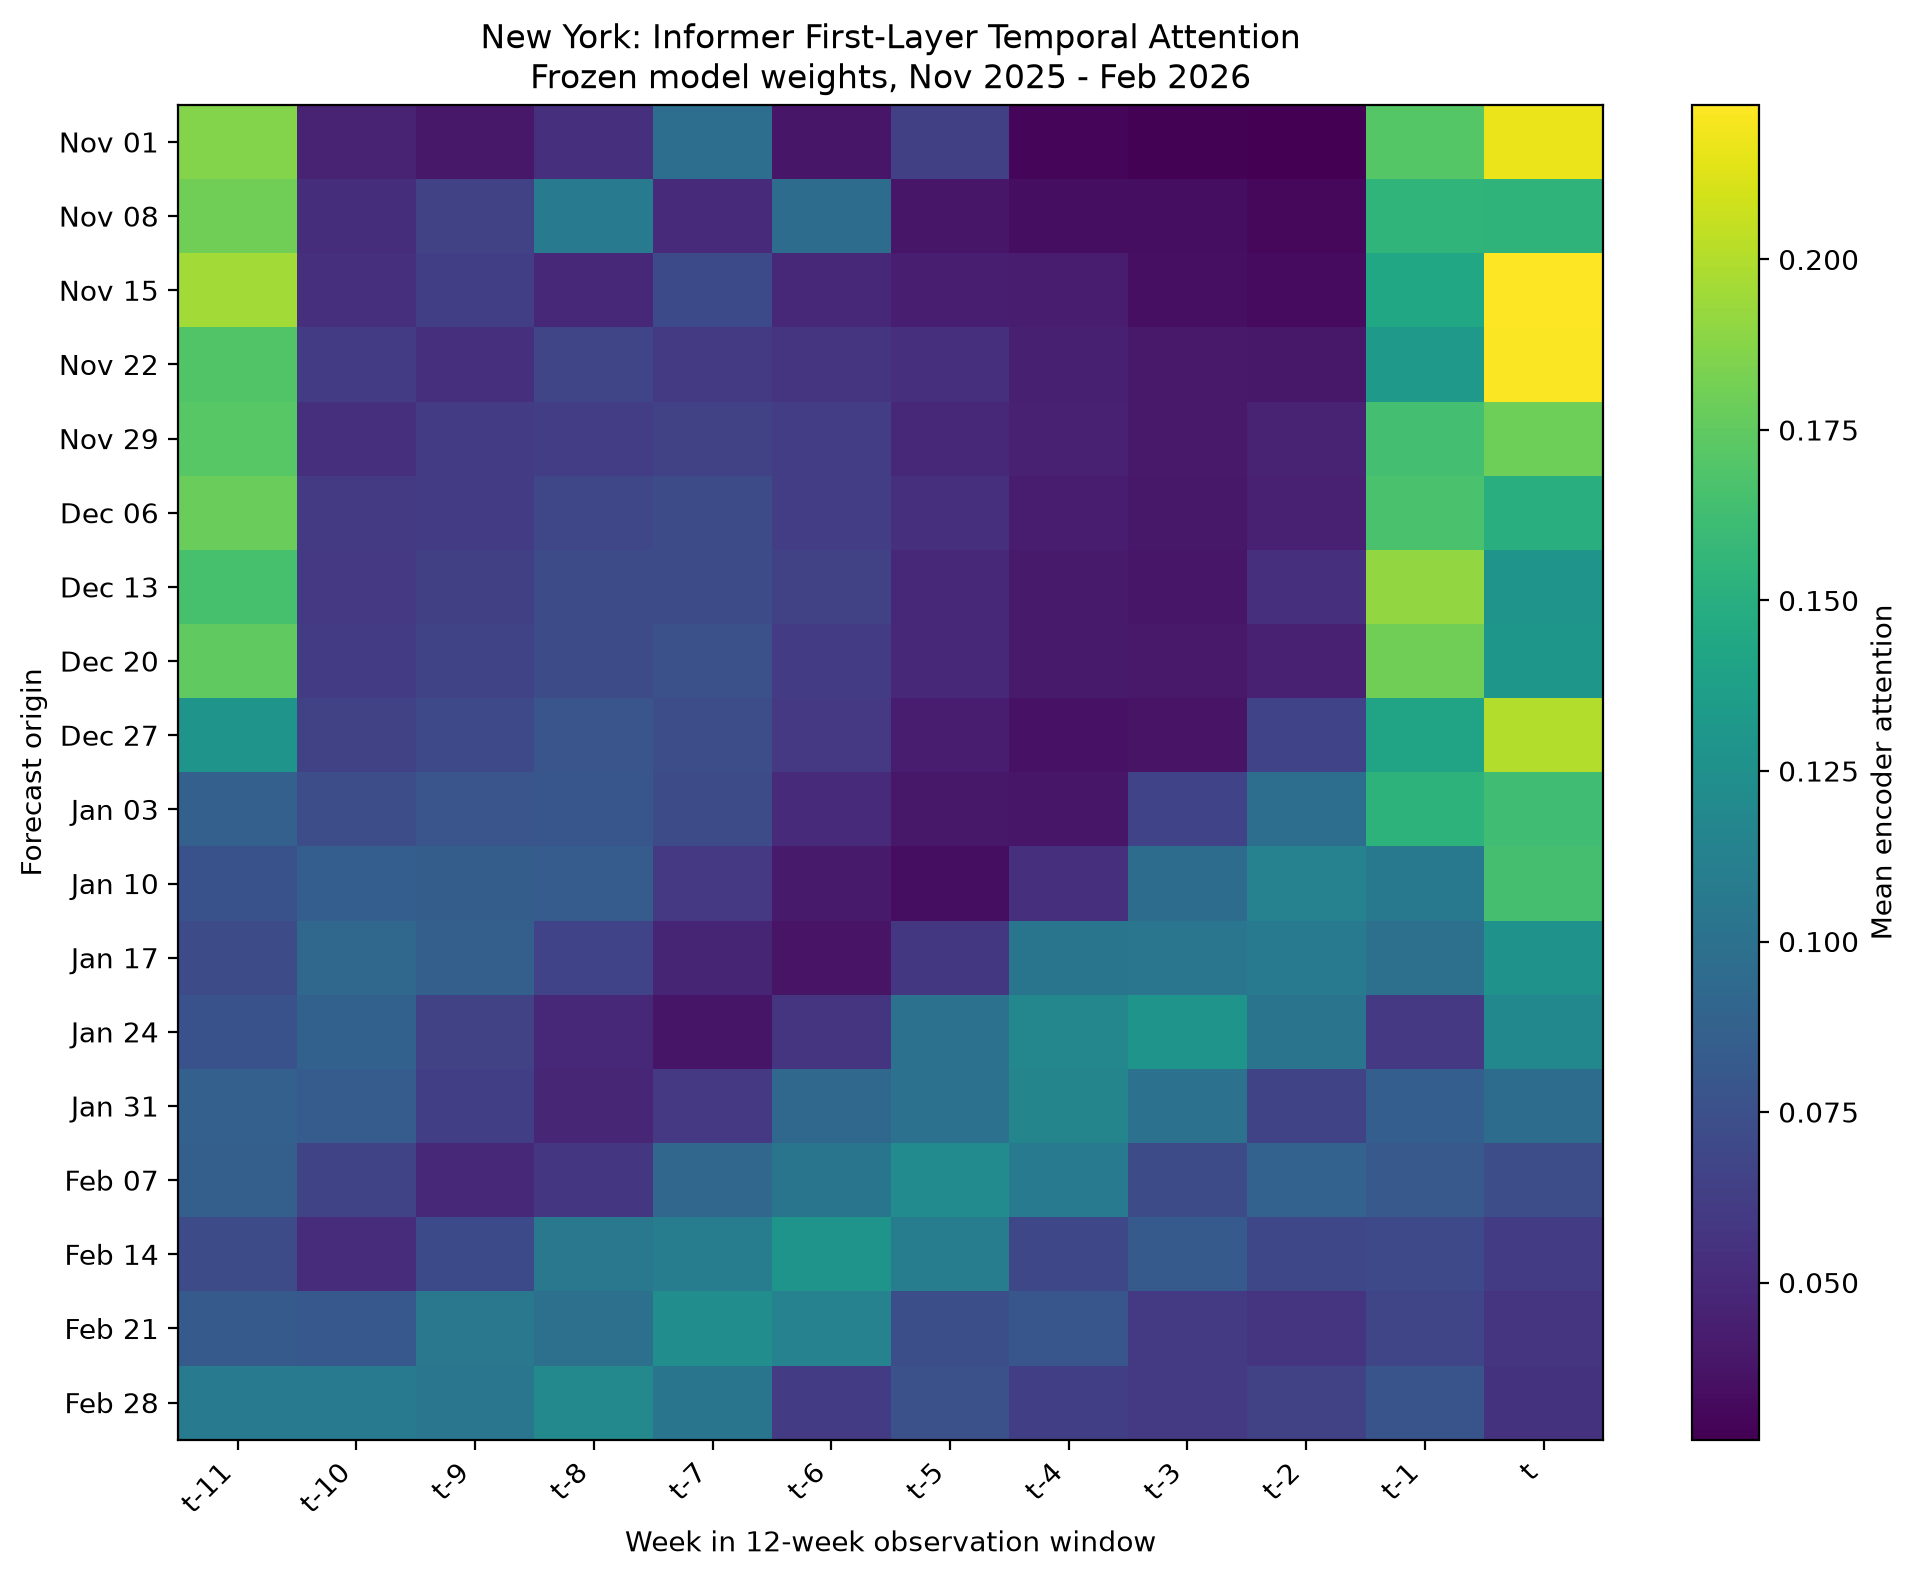 New York: Informer First-Layer Temporal Attention
Frozen model weights, Nov 2025 - Feb 2026
Forecast origin
Nov 01
Nov 08
Nov 15
Nov 22
Nov 29
Dec 06
Dec 13
Dec 20
Dec 27
Jan 03
Jan 10
Jan 17
Jan 24
Jan 31
Feb 07
Feb 14
Feb 21
Feb 28
t-11
t-10
t-9
t-8
t-7
t-6
t-5
t-4
t-3
t-2
t-1
t
Week in 12-week observation window
0.200
0.175
0.150
0.125
0.100
0.075
0.050
Mean encoder attention